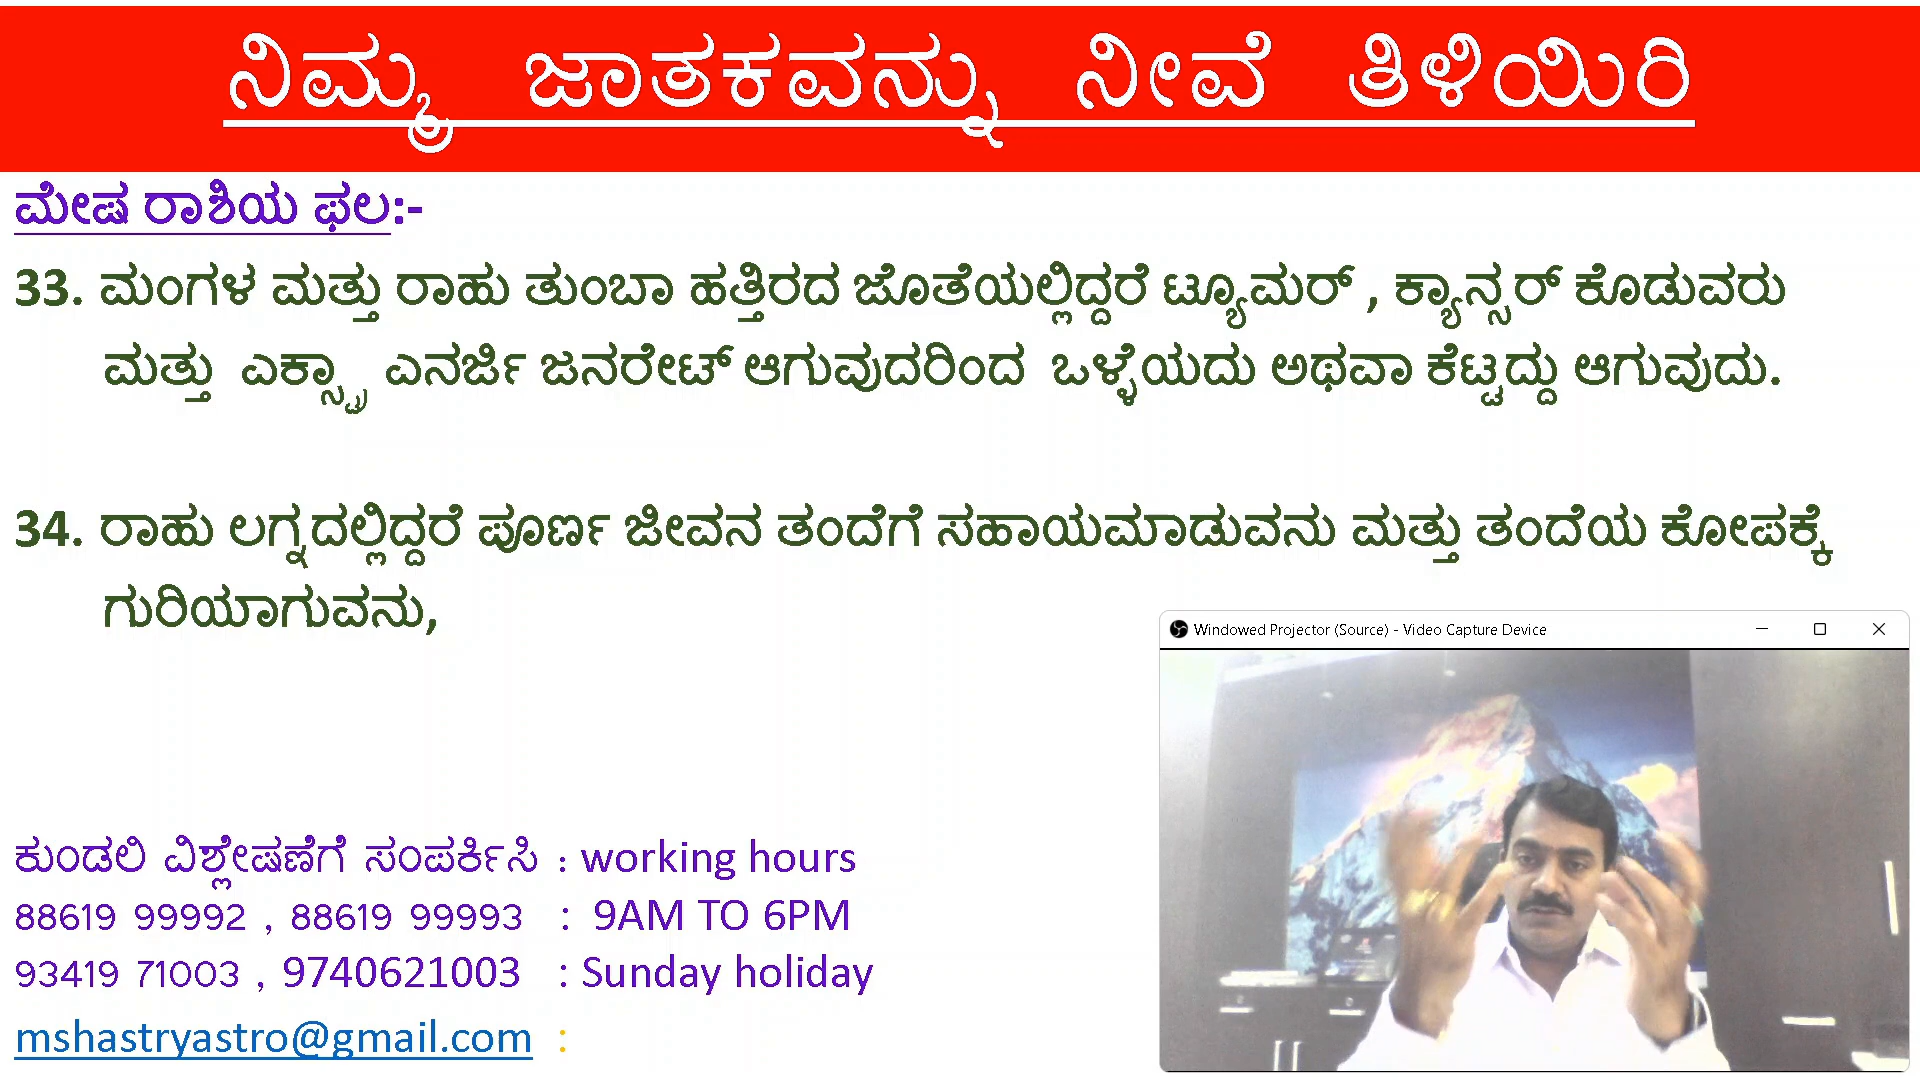 ನಿಮ್ಮ ಜಾತಕವನ್ನು ನೀವೆ ತಿಳಿಯಿರಿ
ಮೇಷ ರಾಶಿಯ ಫಲ:-
33. ಮಂಗಳ ಮತ್ತು ರಾಹು ತುಂಬಾ ಹತ್ತಿರದ ಜೊತೆಯಲ್ಲಿದ್ದರೆ ಟ್ಯೂಮರ್ , ಕ್ಯಾನ್ಸರ್ ಕೊಡುವರು
ಮತ್ತು ಎಕ್ಸ್ಟ್ರಾ ಎನರ್ಜಿ ಜನರೇಟ್ ಆಗುವುದರಿಂದ ಒಳ್ಳೆಯದು ಅಥವಾ ಕೆಟ್ಟದ್ದು ಆಗುವುದು.
34. ರಾಹು ಲಗ್ನದಲ್ಲಿದ್ದರೆ ಪೂರ್ಣ ಜೀವನ ತಂದೆಗೆ ಸಹಾಯಮಾಡುವನು ಮತ್ತು ತಂದೆಯ ಕೋಪಕ್ಕೆ
ಗುರಿಯಾಗುವನು,
Windowed Projector (Source) - Video Capture Device
ಕುಂಡಲಿ ವಿಶ್ಲೇಷಣೆಗೆ ಸಂಪರ್ಕಿಸಿ : working hours
88619 99992 , 88619 99993 : 9AM TO 6PM
93419 71003 , 9740621003 : Sunday holiday
mshastryastro@gmail.com :